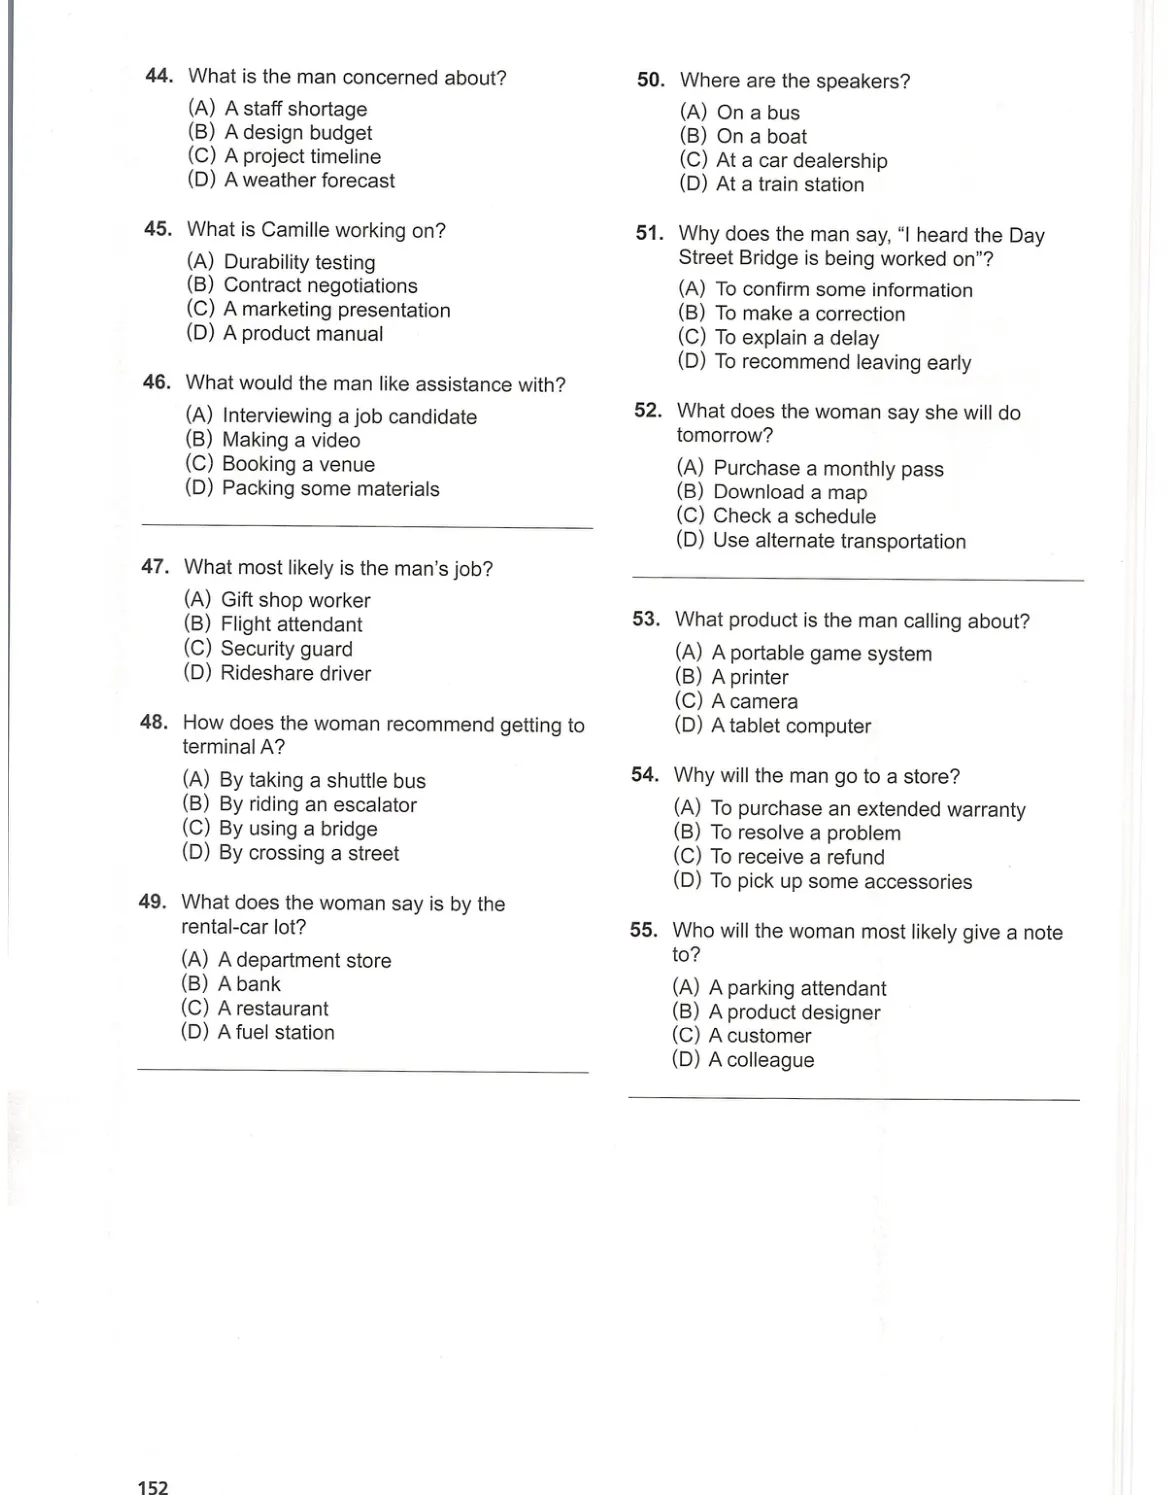 44. What is the man concerned about?
(A) A staff shortage
(B) A design budget
(C) A project timeline
(D) A weather forecast
45. What is Camille working on?
(A) Durability testing
(B) Contract negotiations
(C) A marketing presentation
(D) A product manual
46. What would the man like assistance with?
(A) Interviewing a job candidate
(B) Making a video
(C) Booking a venue
(D) Packing some materials
47. What most likely is the man's job?
(A) Gift shop worker
(B) Flight attendant
(C) Security guard
(D) Rideshare driver
48. How does the woman recommend getting to
terminal A?
(A) By taking a shuttle bus
(B) By riding an escalator
(C) By using a bridge
(D) By crossing a street
49. What does the woman say is by the
rental-car lot?
(A) A department store
(B) A bank
(C) A restaurant
(D) A fuel station
50. Where are the speakers?
(A) On a bus
(B) On a boat
(C) At a car dealership
(D) At a train station
51. Why does the man say, “I heard the Day
Street Bridge is being worked on”?
(A) To confirm some information
(B) To make a correction
(C) To explain a delay
(D) To recommend leaving early
52. What does the woman say she will do
tomorrow?
(A) Purchase a monthly pass
(B) Download a map
(C) Check a schedule
(D) Use alternate transportation
53. What product is the man calling about?
(A) A portable game system
(B) A printer
(C) A camera
(D) A tablet computer
54. Why will the man go to a store?
(A) To purchase an extended warranty
(B) To resolve a problem
(C) To receive a refund
(D) To pick up some accessories
55. Who will the woman most likely give a note
to?
(A) A parking attendant
(B) A product designer
(C) A customer
(D) A colleague
152